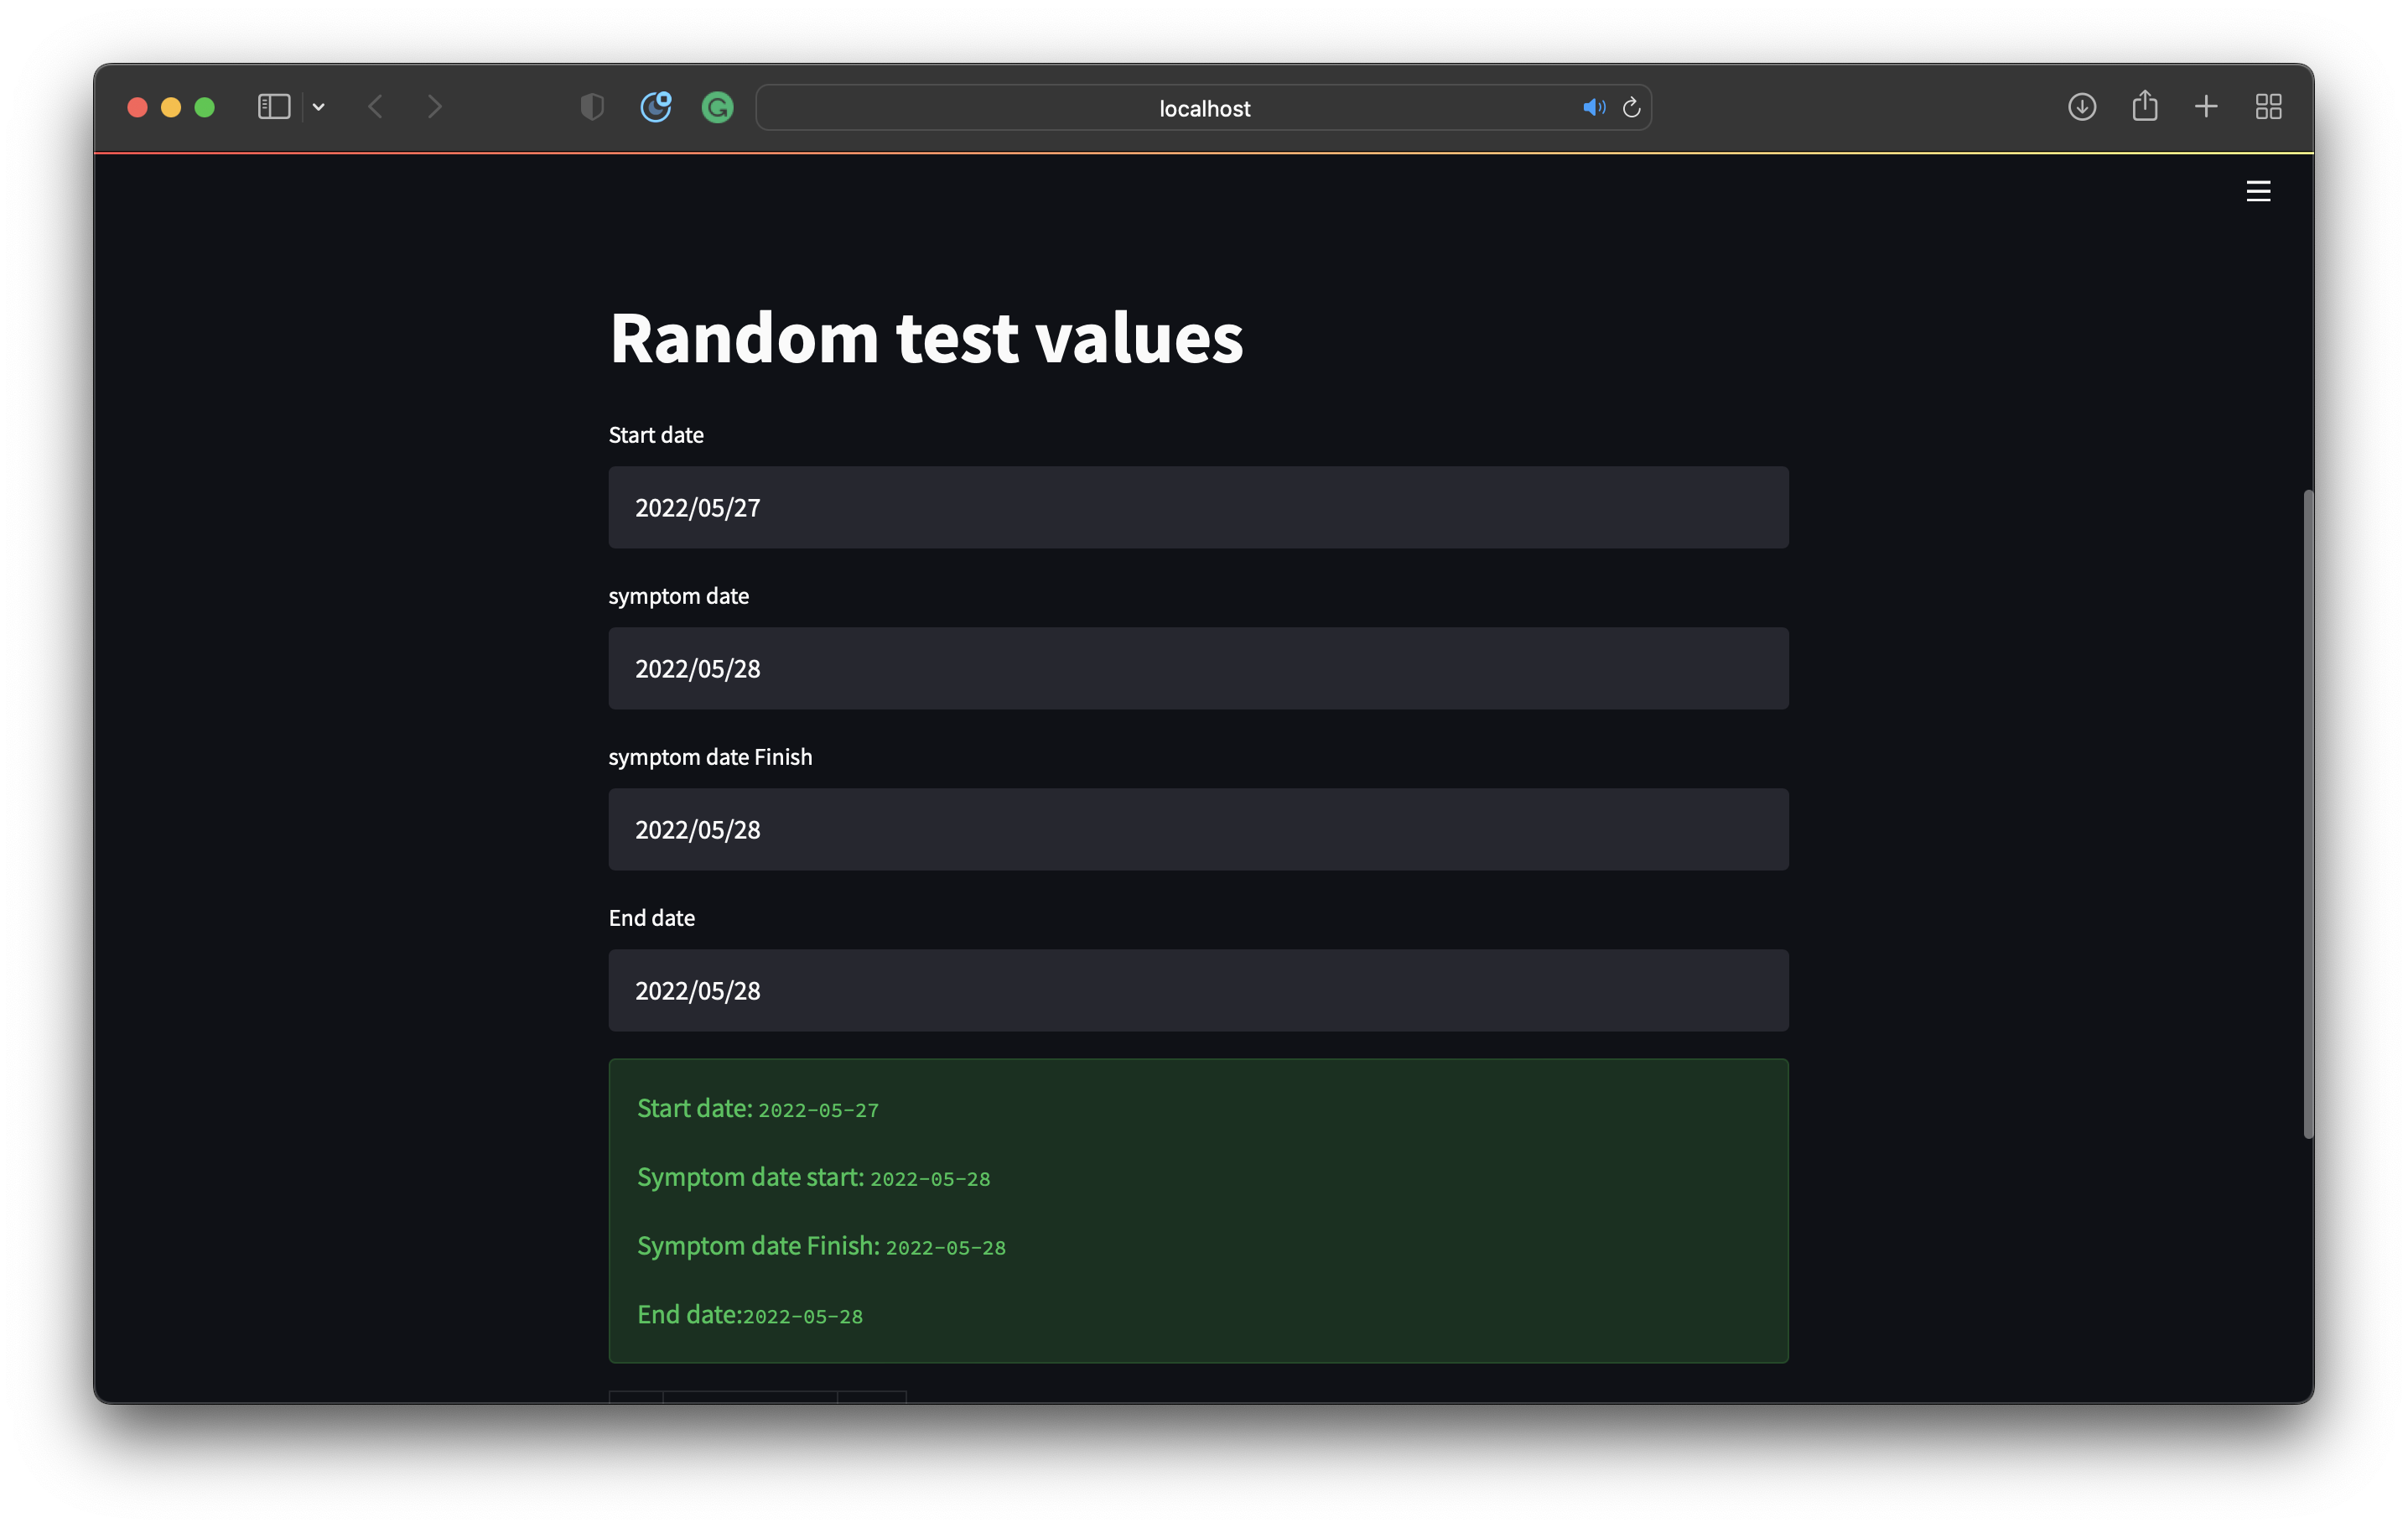 localhost
Random test values
Start date
2022/05/27
symptom date
2022/05/28
symptom date Finish
2022/05/28
End date
2022/05/28
Start date: 2022-05-27
Symptom date start: 2022-05-28
Symptom date Finish: 2022-05-28
End date:2022-05-28